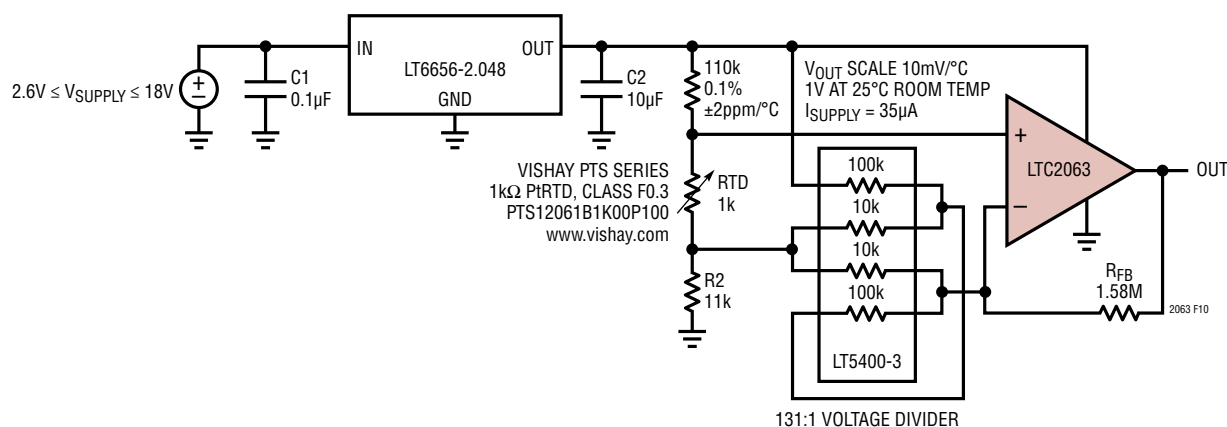 2.6V ≤ VSUPPLY ≤ 18V
+
–
C1
0.1µF
IN
OUT
LT6656-2.048
GND
C2
10µF
110k
0.1%
±2ppm/°C
VOUT SCALE 10mV/°C
1V AT 25°C ROOM TEMP
ISUPPLY = 35µA
VISHAY PTS SERIES
1kΩ PtRTD, CLASS F0.3
PTS12061B1K00P100
www.vishay.com
RTD
1k
R2
11k
100k
10k
10k
100k
LT5400-3
131:1 VOLTAGE DIVIDER
+
–
LTC2063
OUT
RFB
1.58M
2063 F10